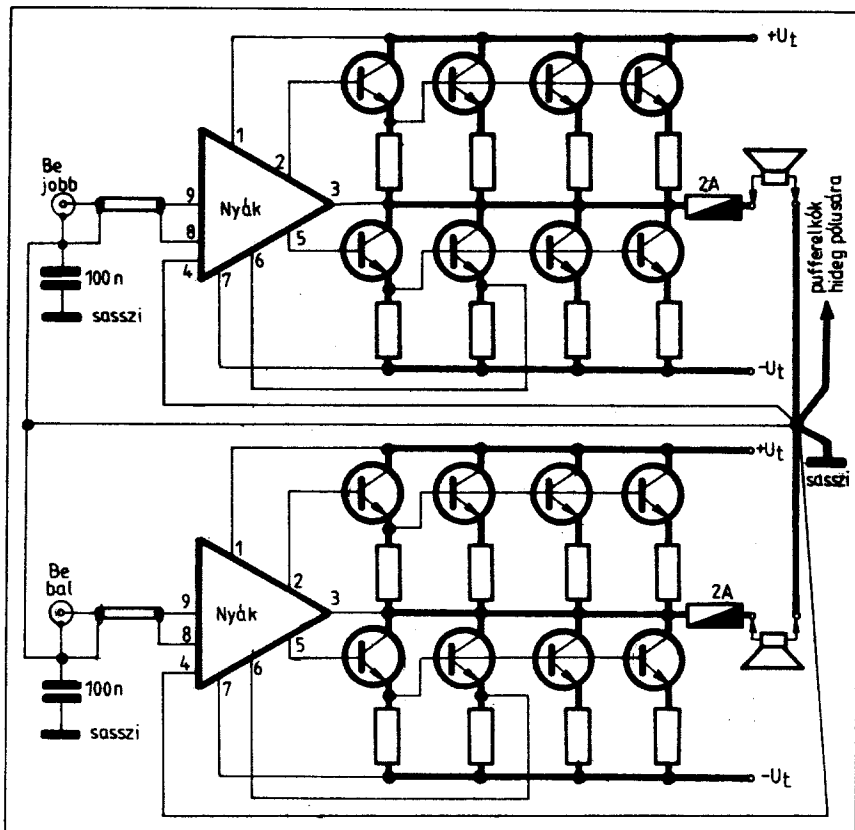 +Ut
1
2
Be
jobb
9
Nyák
3
2A
8
5
4
7
6
100n
sasszi
pufferelkók
hideg pólusára
-Ut
+Ut
sasszi
1
2
Be
bal
9
Nyák
3
2A
8
5
4
7
6
100n
sasszi
-Ut